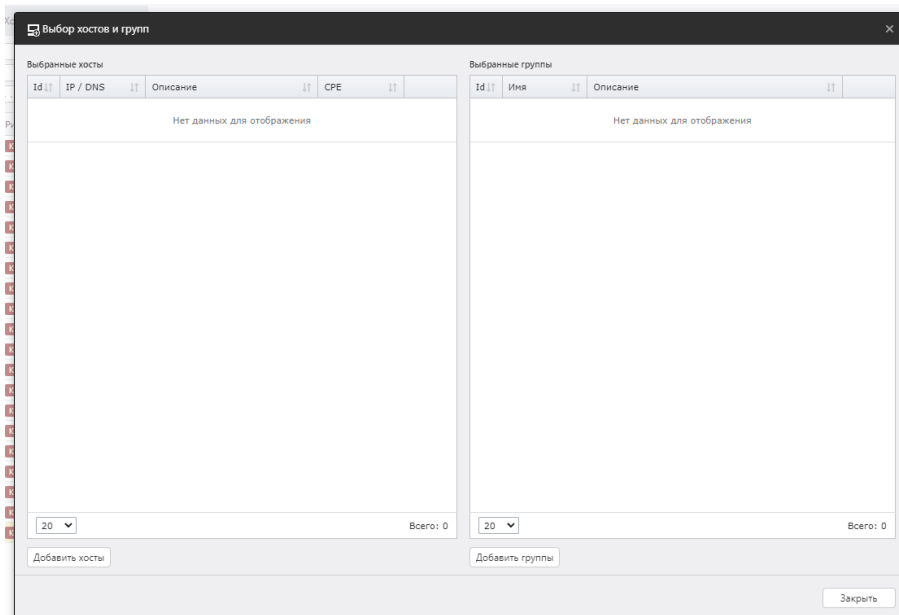 Выбор хостов и групп
Выбранные хосты
Id IP / DNS Описание CPE
Нет данных для отображения
20 Всего: 0
Добавить хосты
Выбранные группы
Id Имя Описание
Нет данных для отображения
20 Всего: 0
Добавить группы
Закрыть